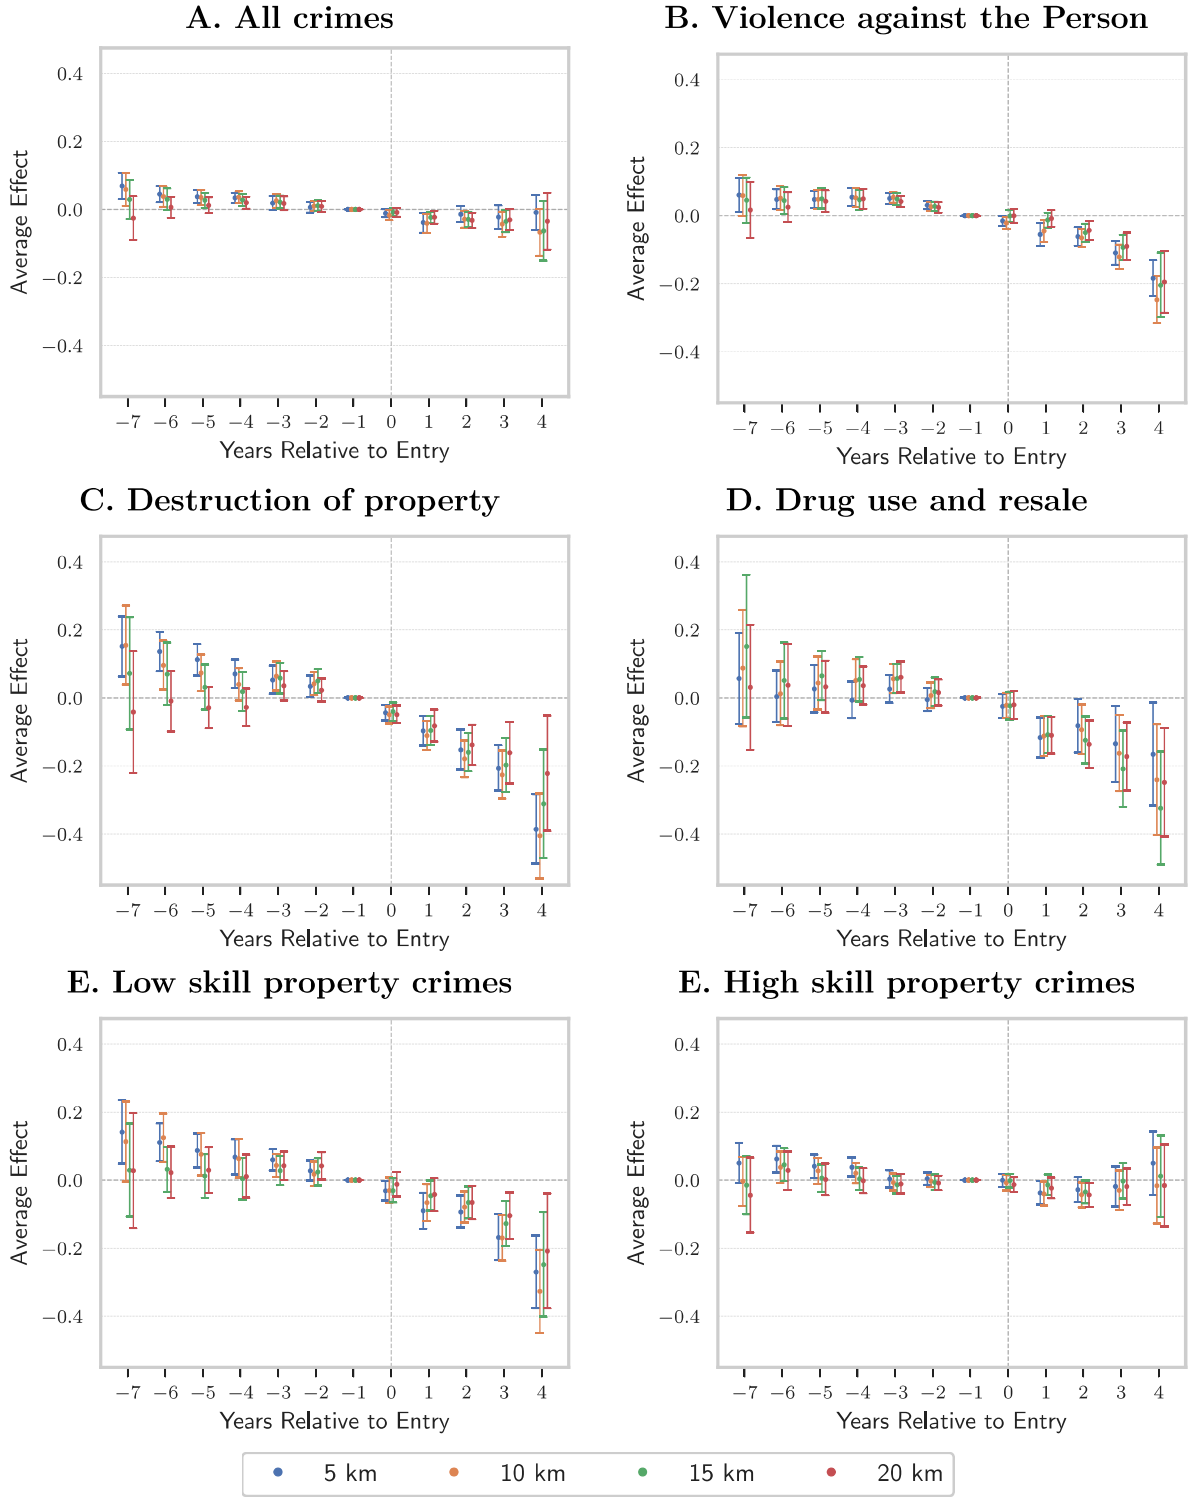 A. All crimes
0.4
0.2
0.0
−0.2
−0.4
Average Effect
−7 −6 −5 −4 −3 −2 −1 0 1 2 3 4
Years Relative to Entry
B. Violence against the Person
0.4
0.2
0.0
−0.2
−0.4
Average Effect
−7 −6 −5 −4 −3 −2 −1 0 1 2 3 4
Years Relative to Entry
C. Destruction of property
0.4
0.2
0.0
−0.2
−0.4
Average Effect
−7 −6 −5 −4 −3 −2 −1 0 1 2 3 4
Years Relative to Entry
D. Drug use and resale
0.4
0.2
0.0
−0.2
−0.4
Average Effect
−7 −6 −5 −4 −3 −2 −1 0 1 2 3 4
Years Relative to Entry
E. Low skill property crimes
0.4
0.2
0.0
−0.2
−0.4
Average Effect
−7 −6 −5 −4 −3 −2 −1 0 1 2 3 4
Years Relative to Entry
E. High skill property crimes
0.4
0.2
0.0
−0.2
−0.4
Average Effect
−7 −6 −5 −4 −3 −2 −1 0 1 2 3 4
Years Relative to Entry
5 km 10 km 15 km 20 km